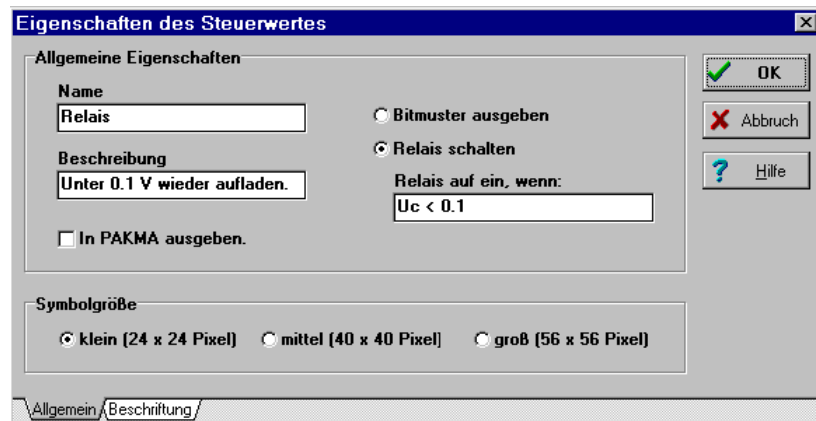 Eigenschaften des Steuerwertes
Allgemeine Eigenschaften
Name
Relais
Beschreibung
Unter 0.1 V wieder aufladen.
In PAKMA ausgeben.
Bitmuster ausgeben
Relais schalten
Relais auf ein, wenn:
Uc < 0.1
OK
Abbruch
Hilfe
Symbolgröße
klein (24 x 24 Pixel)
mittel (40 x 40 Pixel)
groß (56 x 56 Pixel)
Allgemein
Beschriftung